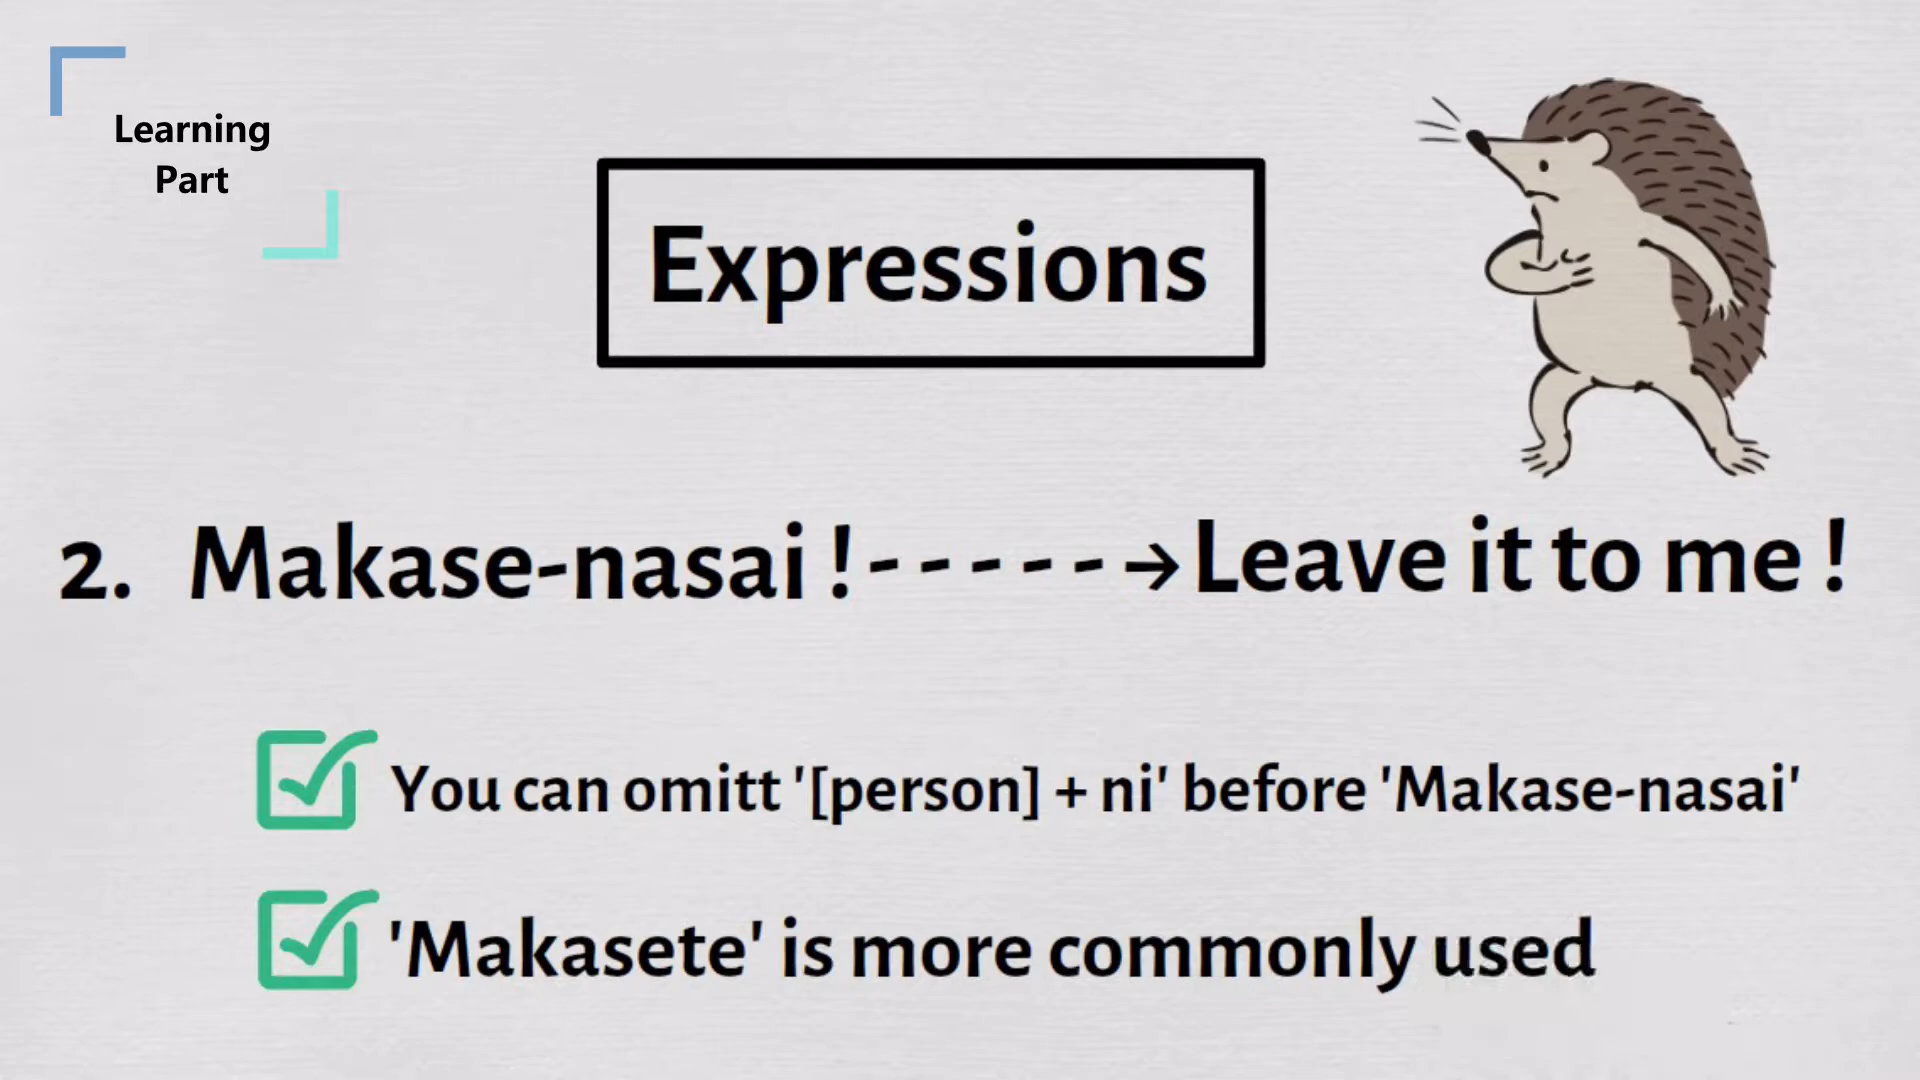 Learning
Part
Expressions
2. Makase-nasai ! - - - - - → Leave it to me !
You can omitt '[person] + ni' before 'Makase-nasai'
'Makasete' is more commonly used